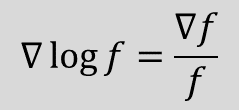 ∇ log f = ∇f / f